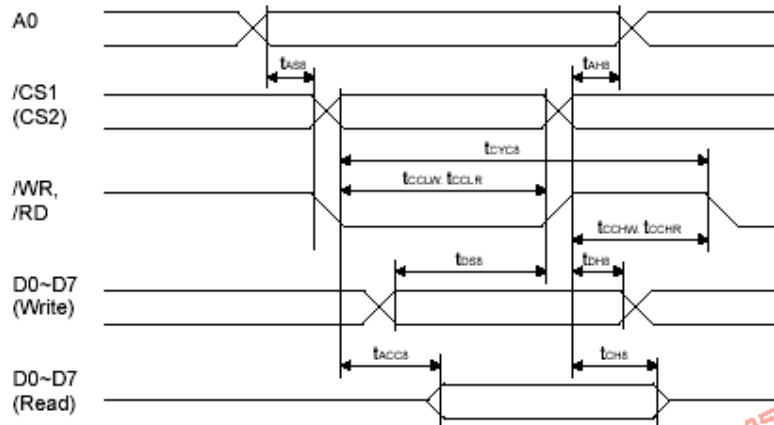 A0
tAS8
tAH8
/CS1
(CS2)
tCYC8
/WR,
/RD
tCCLW. tCCLR
tCCHW. tCCHR
D0~D7
(Write)
tDS8
tDH8
D0~D7
(Read)
tACC8
tCH8